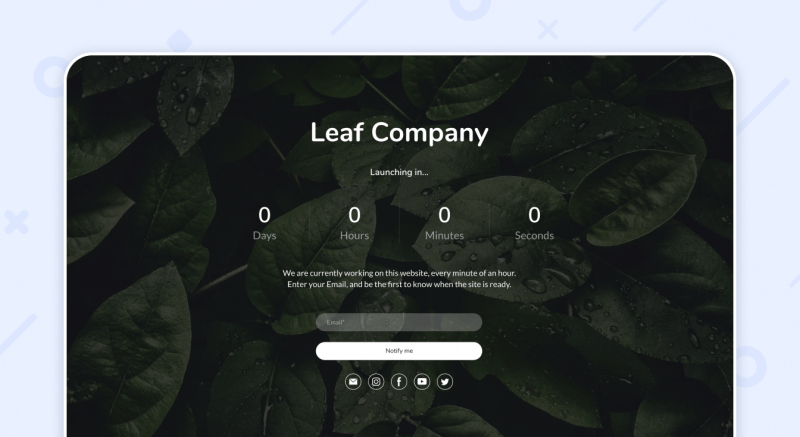 Leaf Company
Launching in...
0 0 0 0
Days Hours Minutes Seconds
We are currently working on this website, every minute of an hour.
Enter your Email, and be the first to know when the site is ready.
Email*
Notify me